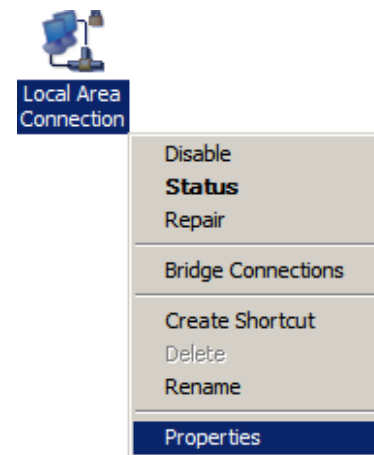 Local Area
Connection
Disable
Status
Repair
Bridge Connections
Create Shortcut
Delete
Rename
Properties